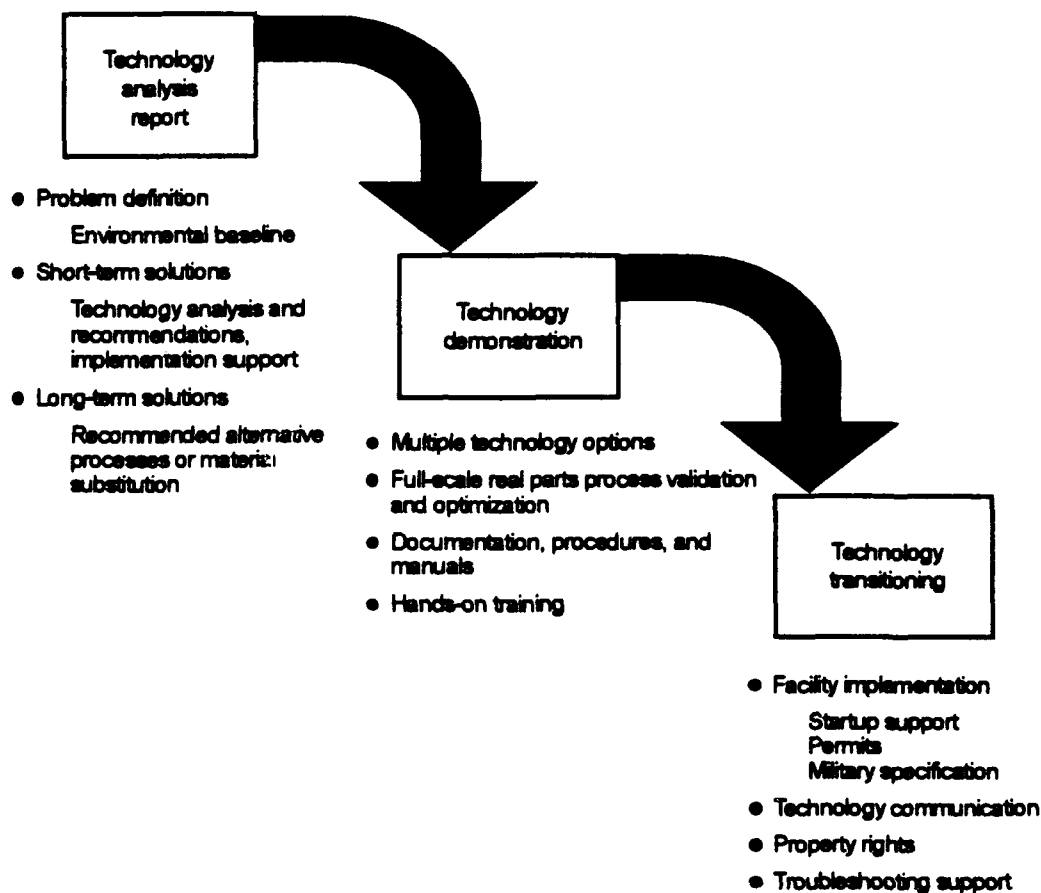 Technology
analysis
report
● Problem definition
Environmental baseline
● Short-term solutions
Technology analysis and
recommendations,
implementation support
● Long-term solutions
Recommended alternative
processes or material
substitution
Technology
demonstration
● Multiple technology options
● Full-scale real parts process validation
and optimization
● Documentation, procedures, and
manuals
● Hands-on training
Technology
transitioning
● Facility implementation
Startup support
Permits
Military specification
● Technology communication
● Property rights
● Troubleshooting support